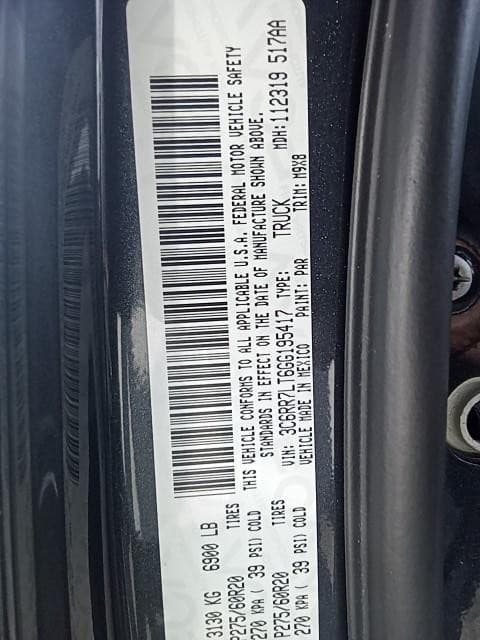 3130 KG 6900 LB
P275/60R20 TIRES
270 KPA ( 39 PSI) COLD
P275/60R20 TIRES
270 KPA ( 39 PSI) COLD
THIS VEHICLE CONFORMS TO ALL APPLICABLE U.S.A. FEDERAL MOTOR VEHICLE SAFETY
STANDARDS IN EFFECT ON THE DATE OF MANUFACTURE SHOWN ABOVE.
VIN: 3C6RR7LT6GG195417 TYPE: TRUCK MDH: 112319 517AA
VEHICLE MADE IN MEXICO PAINT: PAR TRIM: M9X8